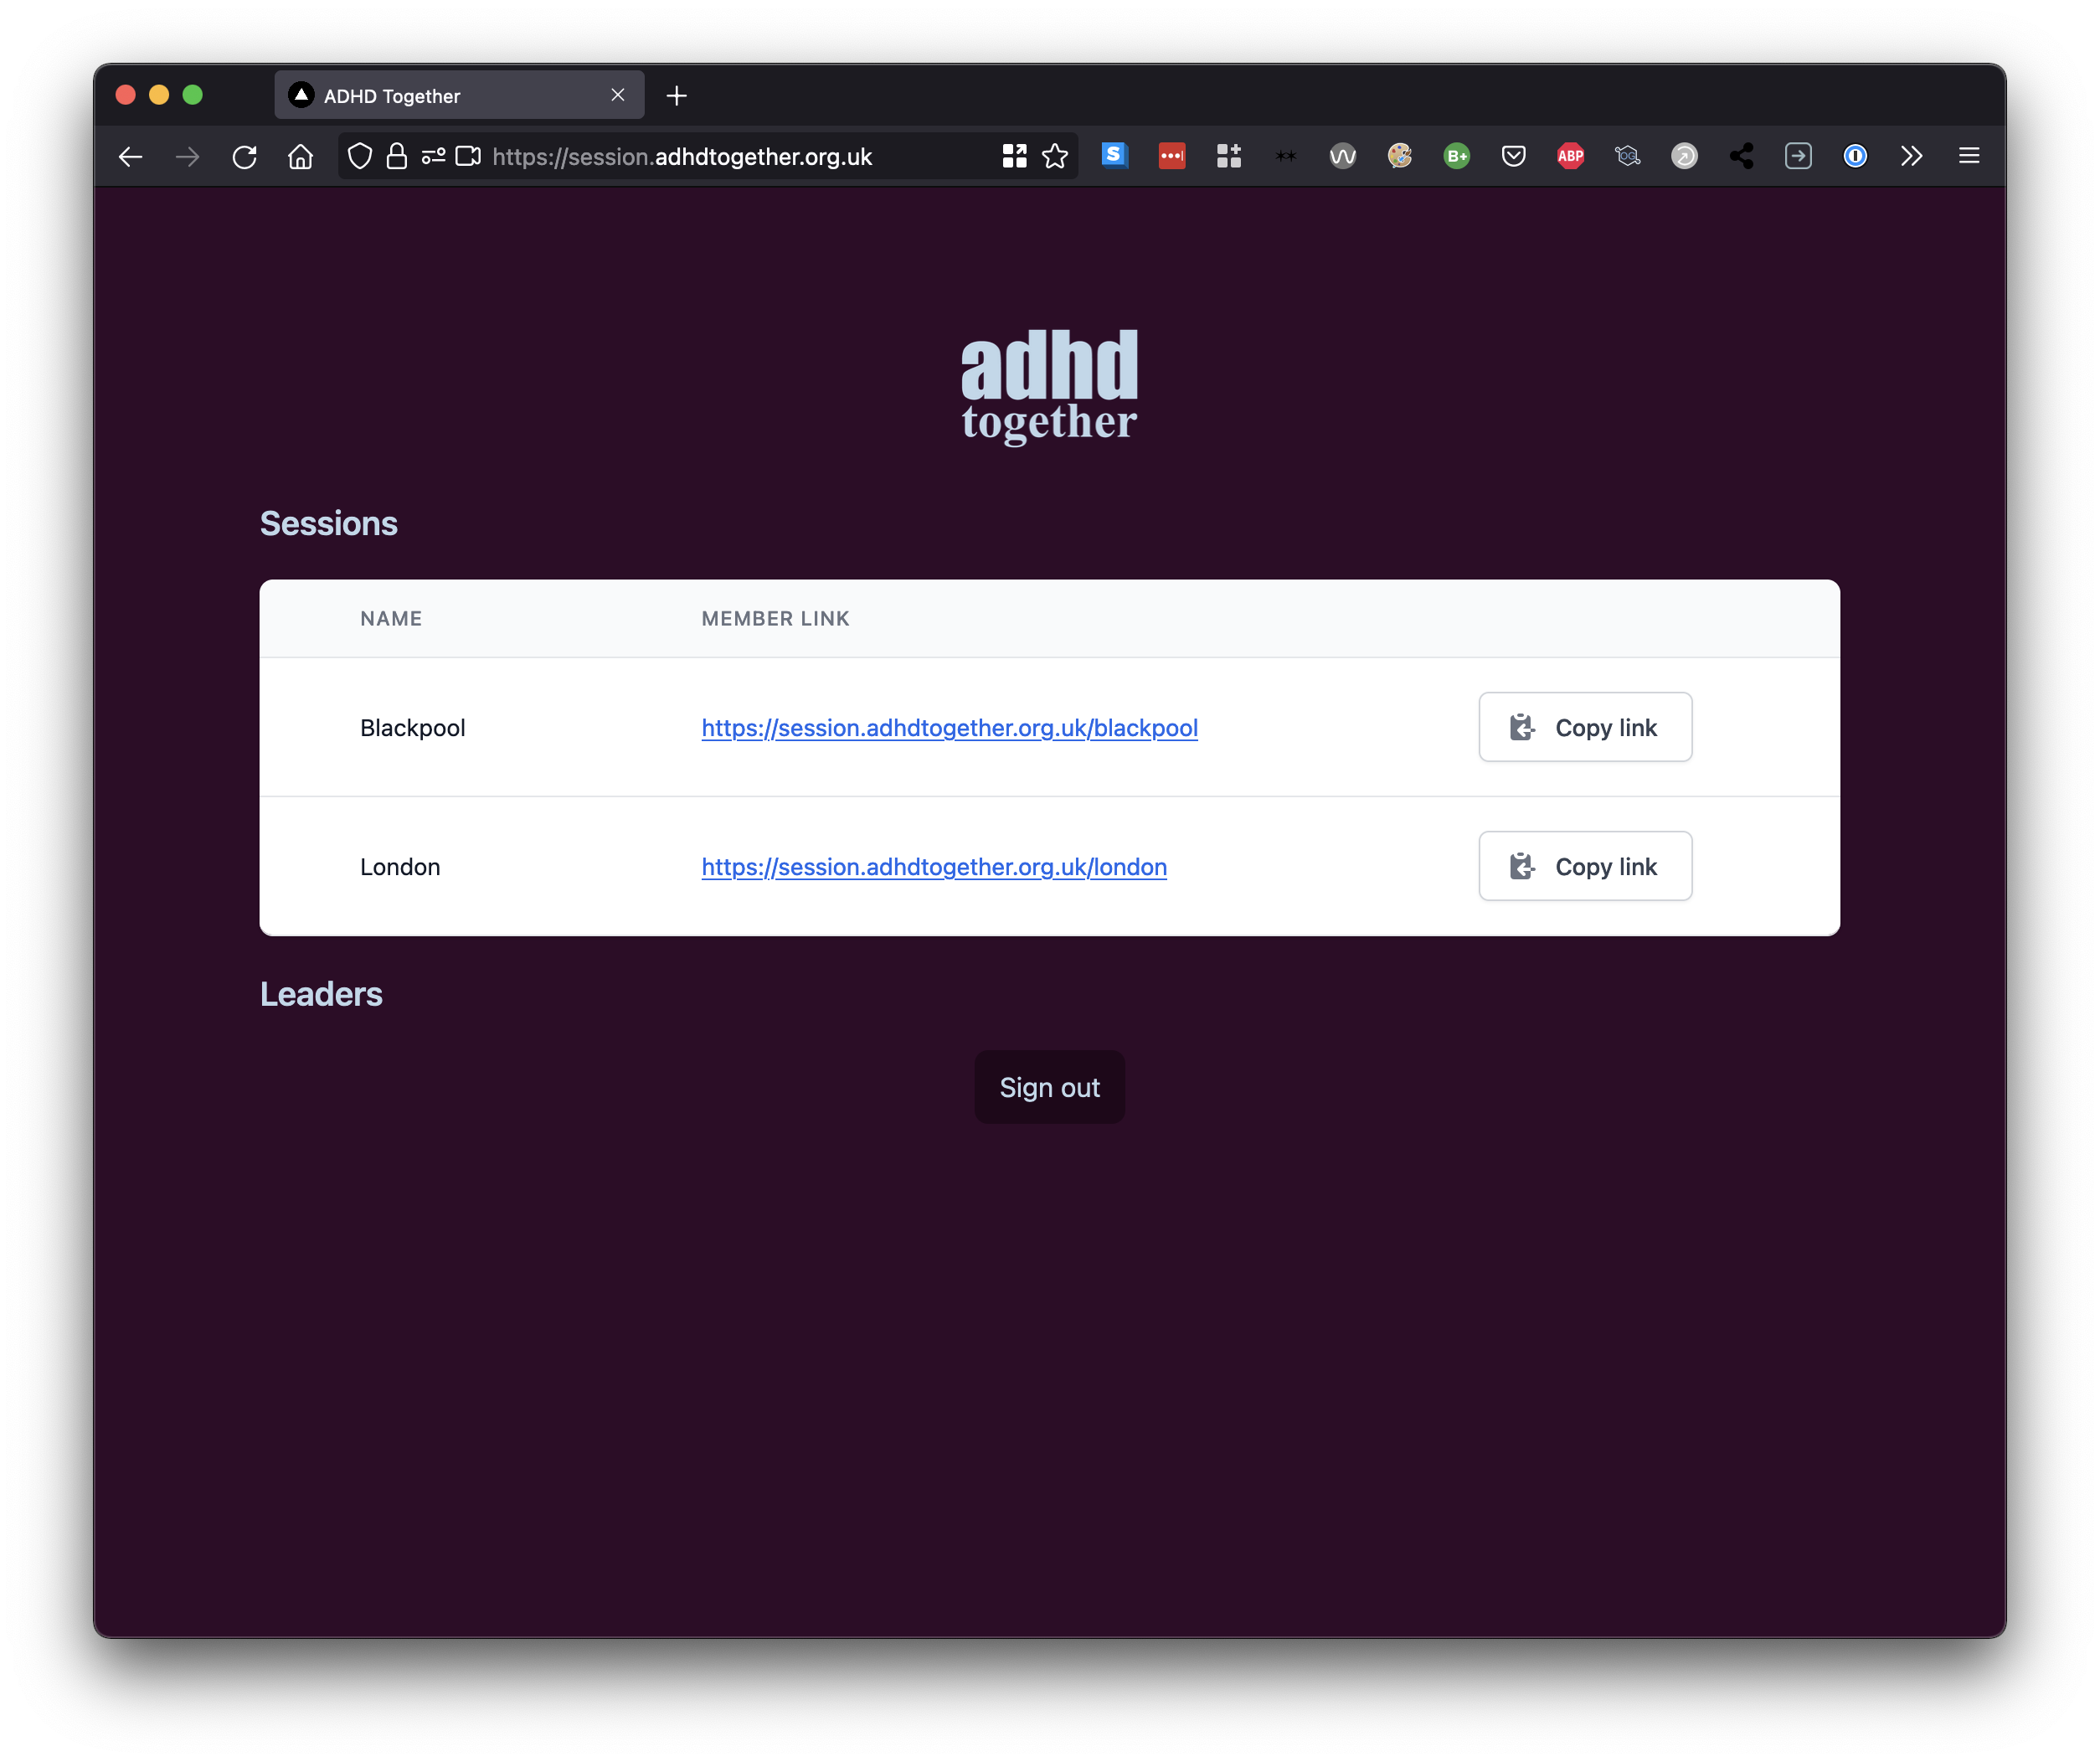 ADHD Together
https://session.adhdtogether.org.uk
S
B+
ABP
OG
adhd
together
Sessions
NAME MEMBER LINK
Blackpool https://session.adhdtogether.org.uk/blackpool Copy link
London https://session.adhdtogether.org.uk/london Copy link
Leaders
Sign out